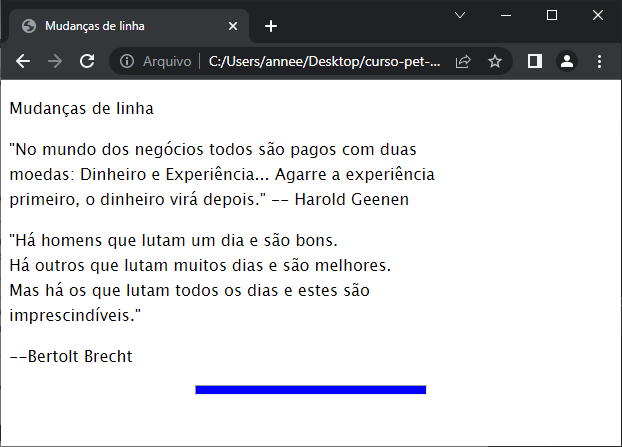 Mudanças de linha
Arquivo C:/Users/annee/Desktop/curso-pet-...
Mudanças de linha
"No mundo dos negócios todos são pagos com duas
moedas: Dinheiro e Experiência... Agarre a experiência
primeiro, o dinheiro virá depois." -- Harold Geenen
"Há homens que lutam um dia e são bons.
Há outros que lutam muitos dias e são melhores.
Mas há os que lutam todos os dias e estes são
imprescindíveis."
--Bertolt Brecht